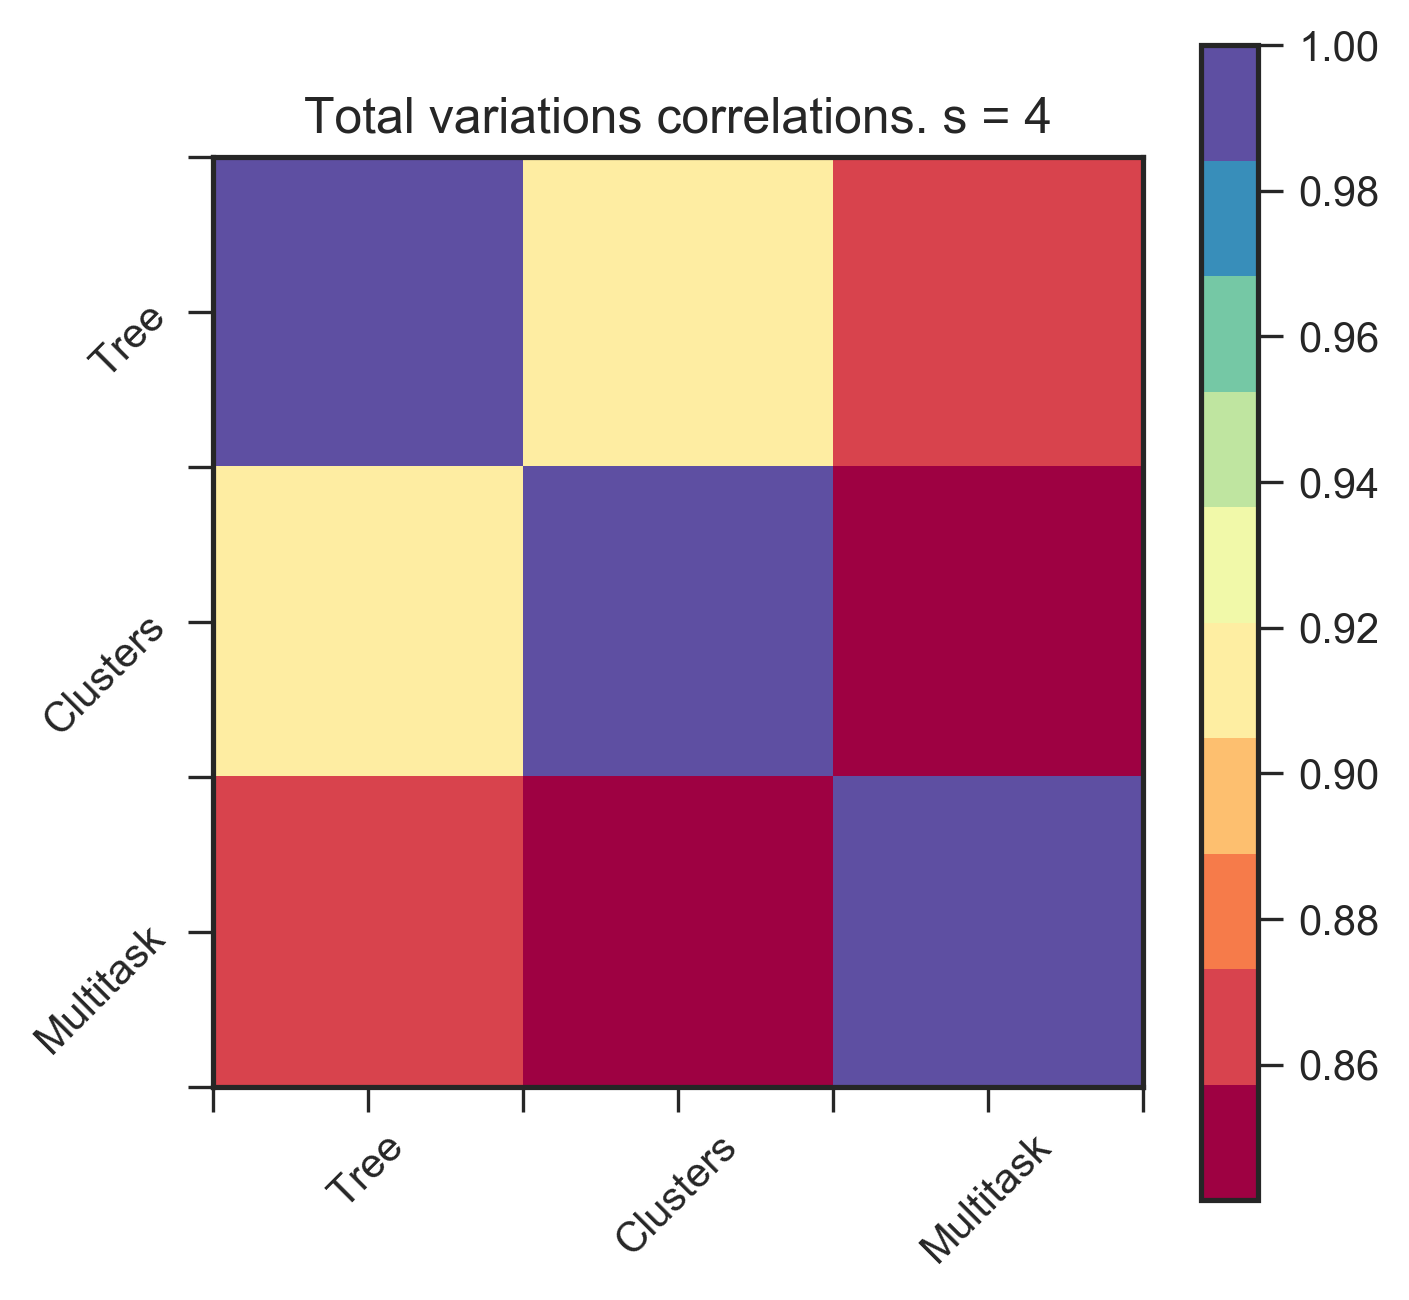 Total variations correlations. s = 4
Tree
Clusters
Multitask
Tree
Clusters
Multitask
1.00
0.98
0.96
0.94
0.92
0.90
0.88
0.86